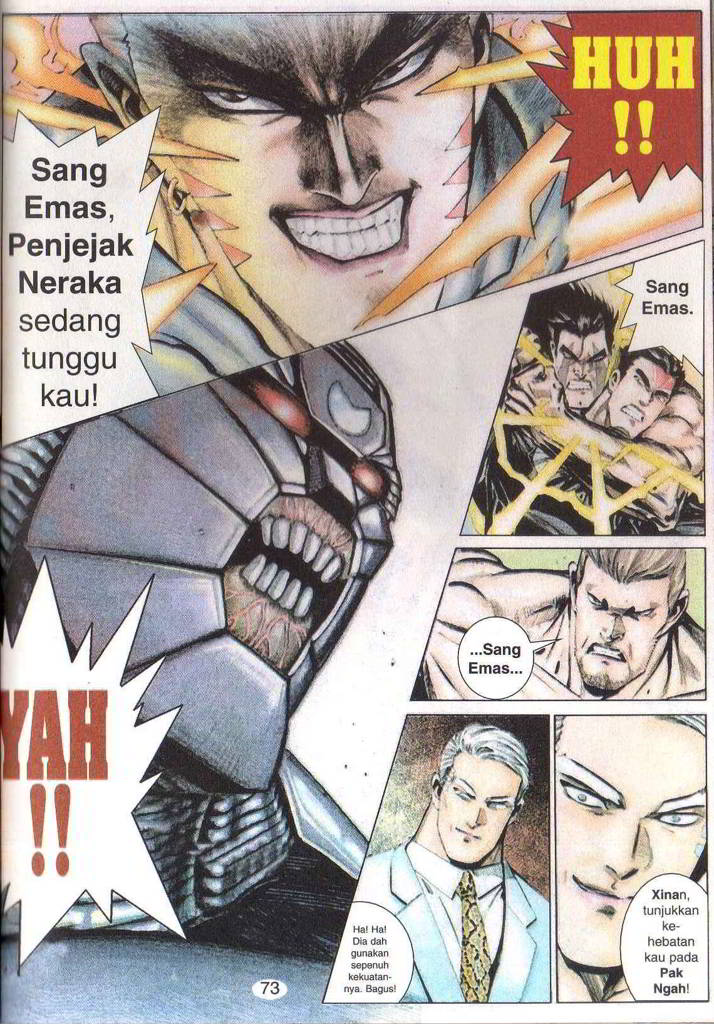 HUH
!!
Sang
Emas,
Penjejak
Neraka
sedang
tunggu
kau!
Sang
Emas.
YAH
!!
...Sang
Emas...
Ha! Ha!
Dia dah
gunakan
sepenuh
kekuatan-
nya. Bagus!
Xinan,
tunjukkan
ke-
hebatan
kau pada
Pak
Ngah!
73